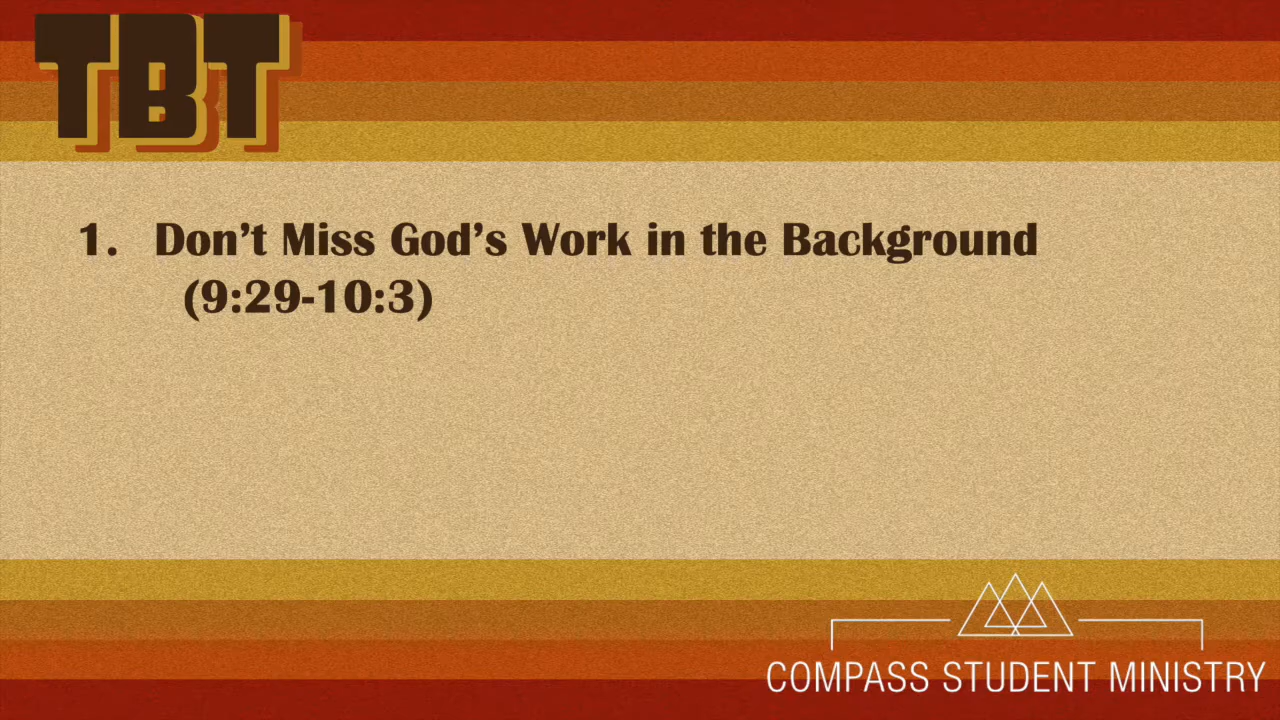 TBT
1. Don’t Miss God’s Work in the Background
(9:29-10:3)
COMPASS STUDENT MINISTRY